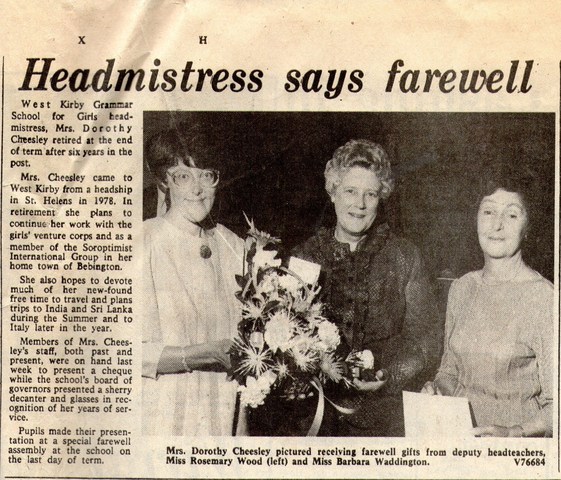 X H
Headmistress says farewell
West Kirby Grammar
School for Girls head-
mistress, Mrs. Dorothy
Cheesley retired at the end
of term after six years in the
post.
Mrs. Cheesley came to
West Kirby from a headship
in St. Helens in 1978. In
retirement she plans to
continue her work with the
girls' venture corps and as a
member of the Soroptimist
International Group in her
home town of Bebington.
She also hopes to devote
much of her new-found
free time to travel and plans
trips to India and Sri Lanka
during the Summer and to
Italy later in the year.
Members of Mrs. Chees-
ley's staff, both past and
present, were on hand last
week to present a cheque
while the school's board of
governors presented a sherry
decanter and glasses in re-
cognition of her years of ser-
vice.
Pupils made their presen-
tation at a special farewell
assembly at the school on
the last day of term.
Mrs. Dorothy Cheesley pictured receiving farewell gifts from deputy headteachers,
Miss Rosemary Wood (left) and Miss Barbara Waddington. V76684